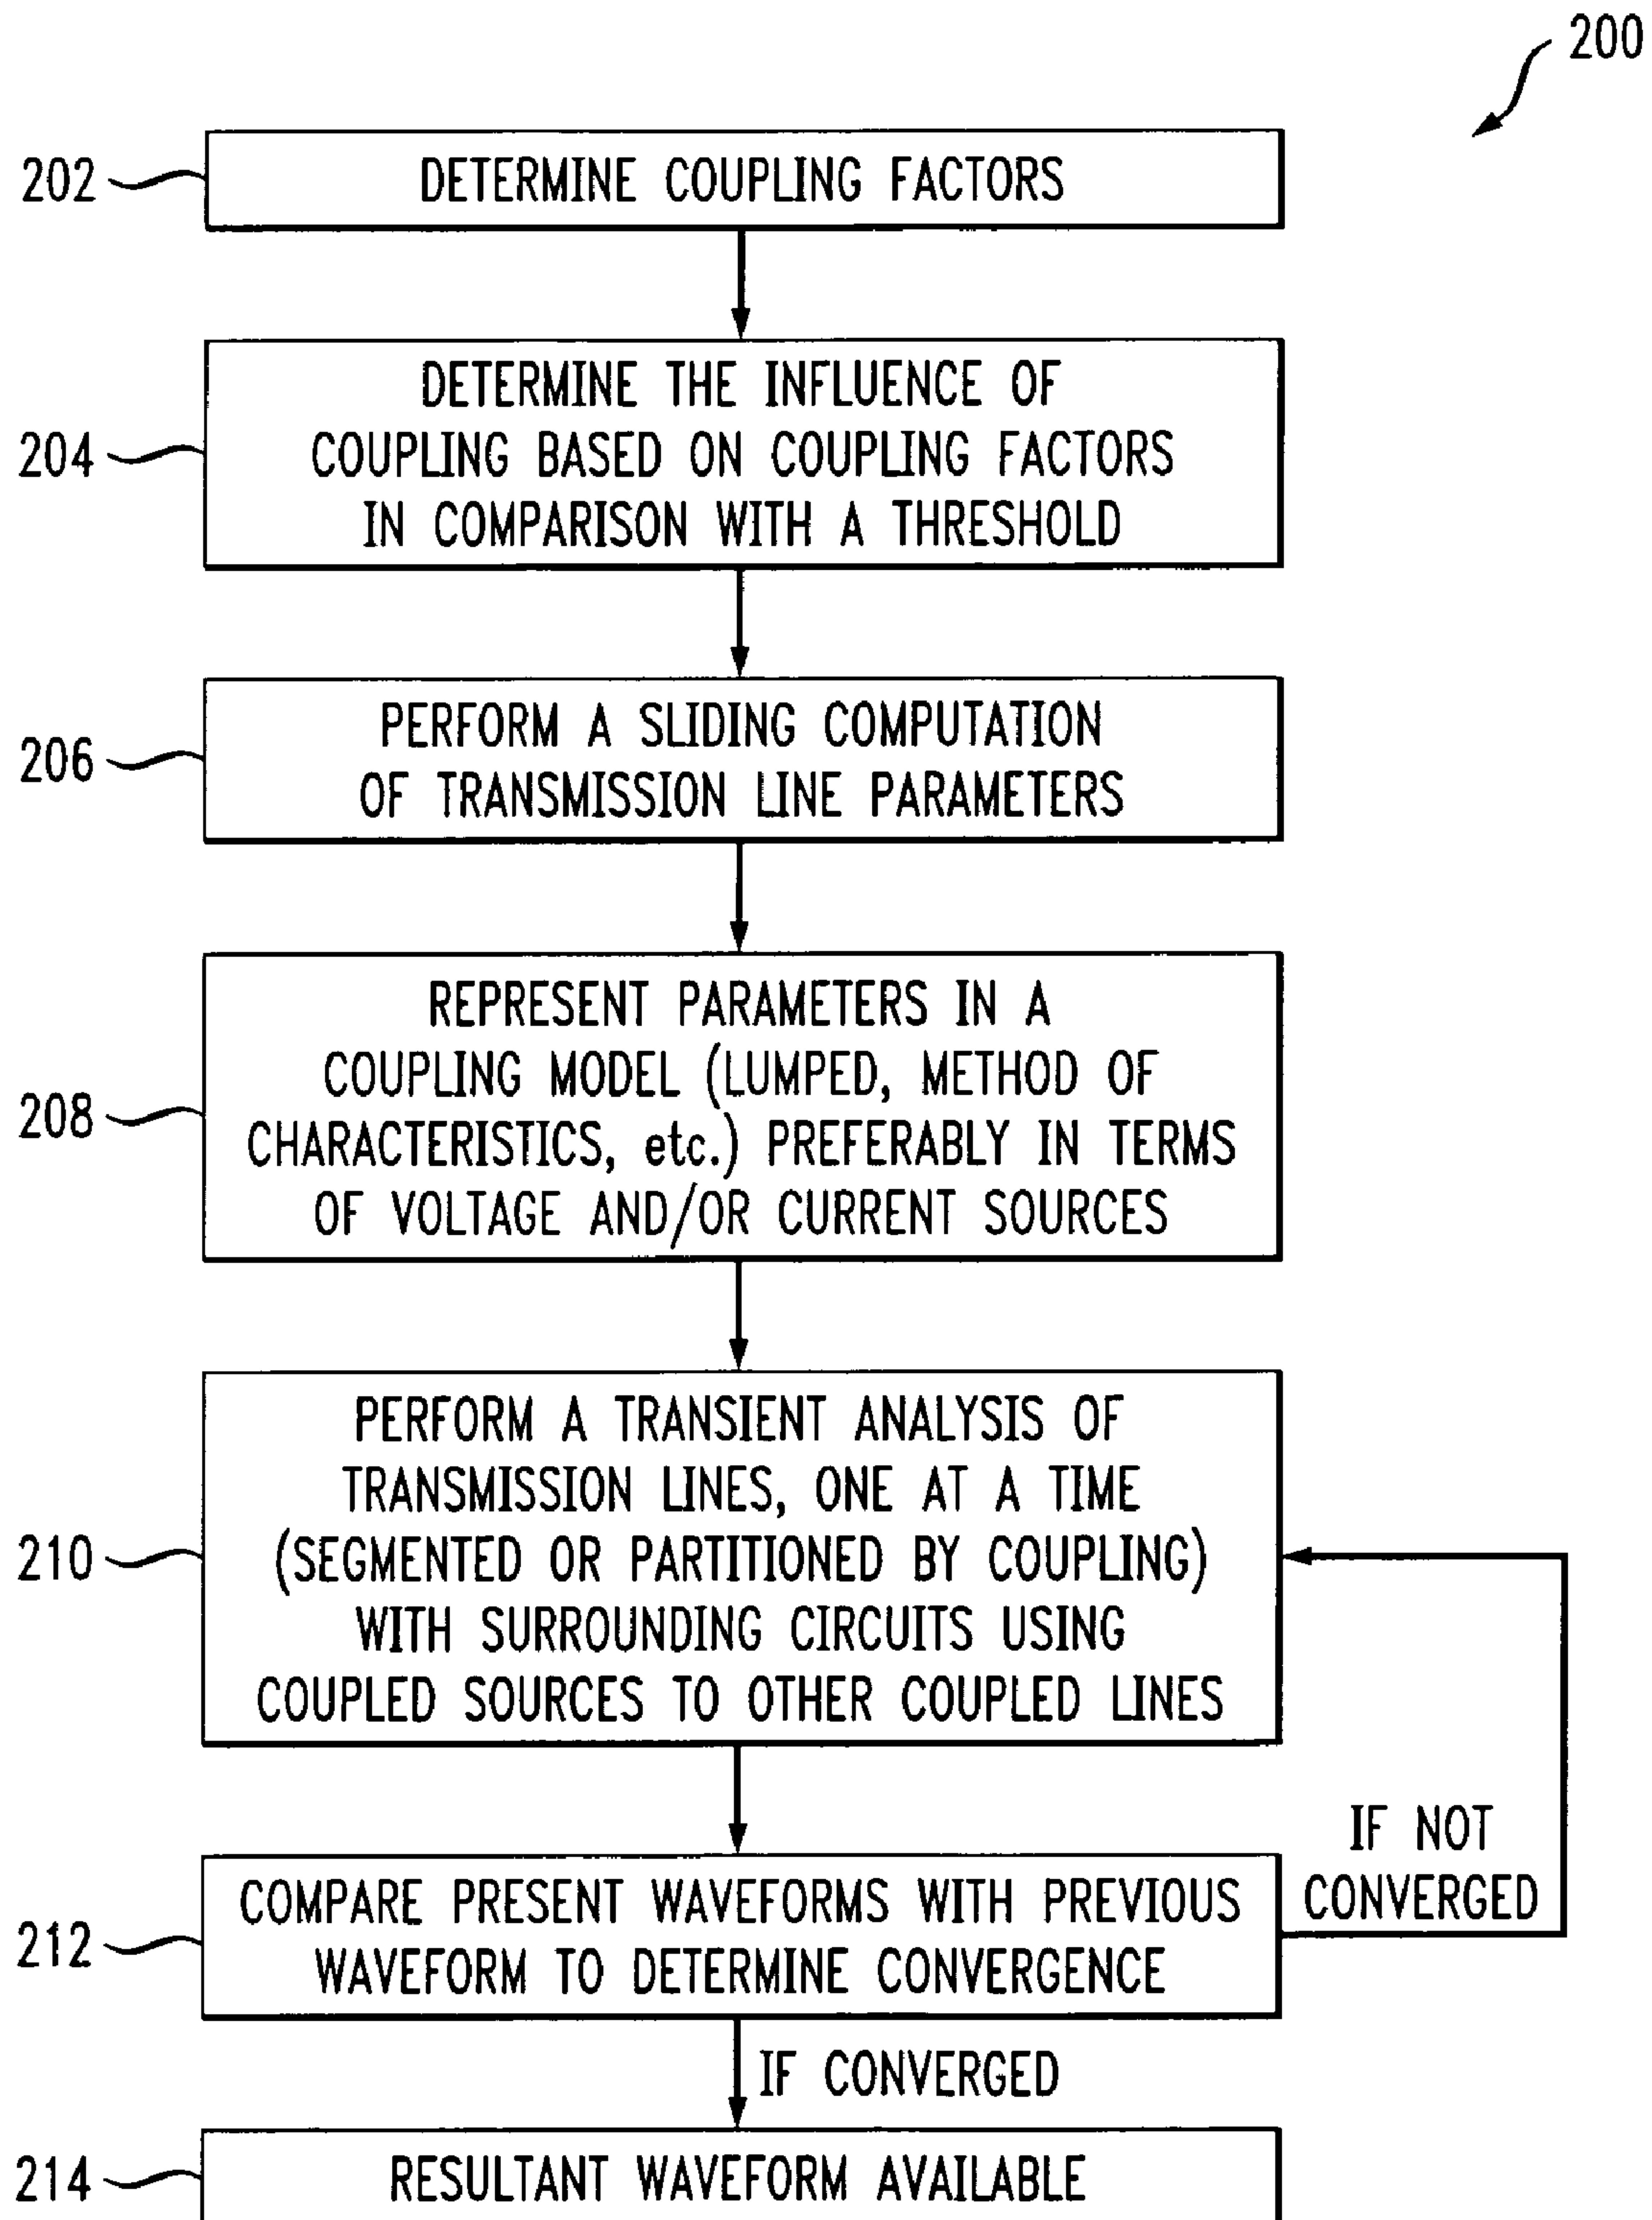 200
202
DETERMINE COUPLING FACTORS
204
DETERMINE THE INFLUENCE OF
COUPLING BASED ON COUPLING FACTORS
IN COMPARISON WITH A THRESHOLD
206
PERFORM A SLIDING COMPUTATION
OF TRANSMISSION LINE PARAMETERS
208
REPRESENT PARAMETERS IN A
COUPLING MODEL (LUMPED, METHOD OF
CHARACTERISTICS, etc.) PREFERABLY IN TERMS
OF VOLTAGE AND/OR CURRENT SOURCES
210
PERFORM A TRANSIENT ANALYSIS OF
TRANSMISSION LINES, ONE AT A TIME
(SEGMENTED OR PARTITIONED BY COUPLING)
WITH SURROUNDING CIRCUITS USING
COUPLED SOURCES TO OTHER COUPLED LINES
IF NOT
CONVERGED
212
COMPARE PRESENT WAVEFORMS WITH PREVIOUS
WAVEFORM TO DETERMINE CONVERGENCE
IF CONVERGED
214
RESULTANT WAVEFORM AVAILABLE